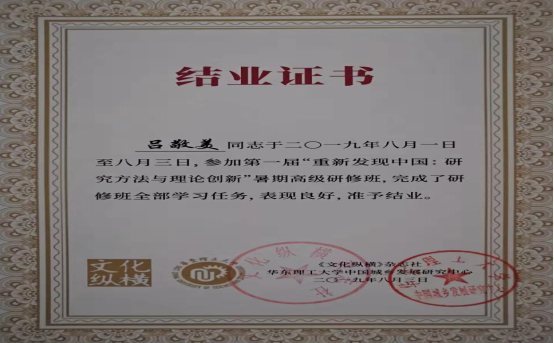 结业证书
吕敬美 同志于二〇一九年八月一日
至八月三日，参加第一届“重新发现中国：研
究方法与理论创新”暑期高级研修班，完成了研
修班全部学习任务，表现良好，准予结业。
文化
纵横
《文化纵横》杂志社
华东理工大学中国城乡发展研究中心
二〇一九年八月三日